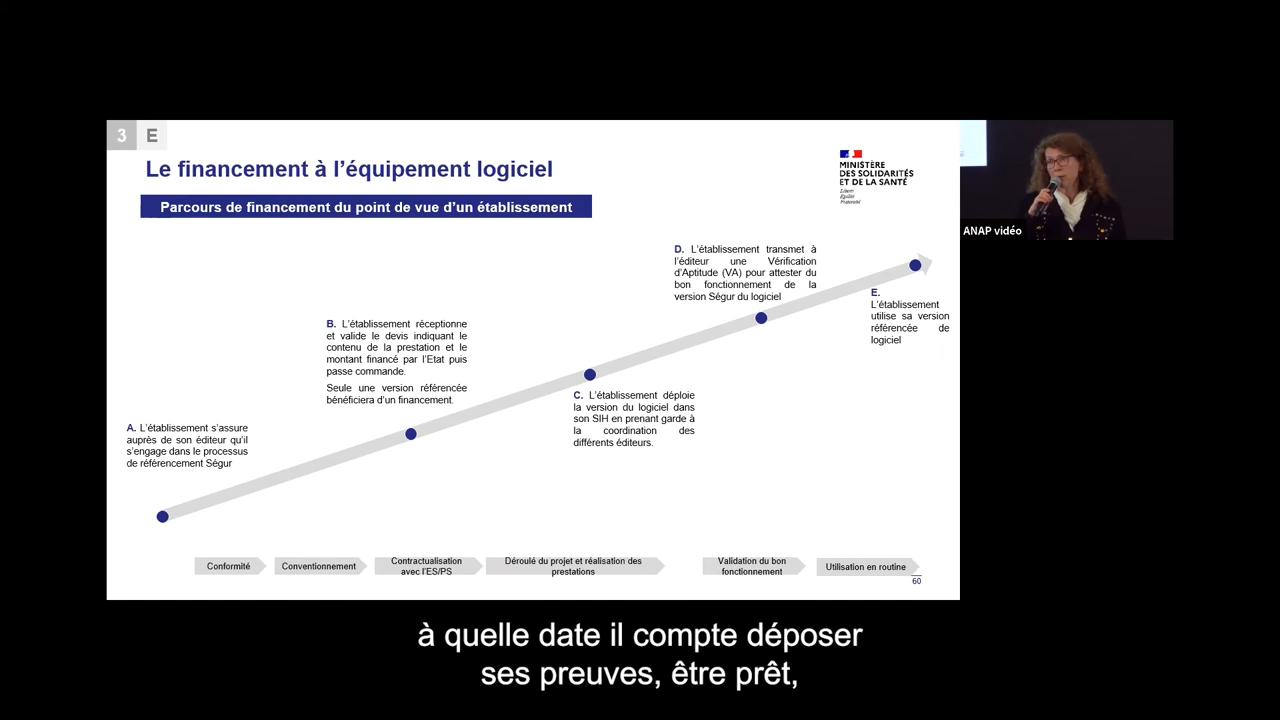 3 E
Le financement à l'équipement logiciel
Parcours de financement du point de vue d'un établissement
MINISTÈRE
DES SOLIDARITÉS
ET DE LA SANTÉ
Liberté
Égalité
Fraternité
ANAP vidéo
A. L'établissement s'assure
auprès de son éditeur qu'il
s'engage dans le processus
de référencement Ségur
B. L'établissement réceptionne
et valide le devis indiquant le
contenu de la prestation et le
montant financé par l'Etat puis
passe commande.
Seule une version référencée
bénéficiera d'un financement.
C. L'établissement déploie
la version du logiciel dans
son SIH en prenant garde à
la coordination des
différents éditeurs.
D. L'établissement transmet à
l'éditeur une Vérification
d'Aptitude (VA) pour attester du
bon fonctionnement de la
version Ségur du logiciel
E.
L'établissement
utilise sa version
référencée de
logiciel
Conformité
Conventionnement
Contractualisation
avec l'ES/PS
Déroulé du projet et réalisation des
prestations
Validation du bon
fonctionnement
Utilisation en routine
60
à quelle date il compte déposer
ses preuves, être prêt,